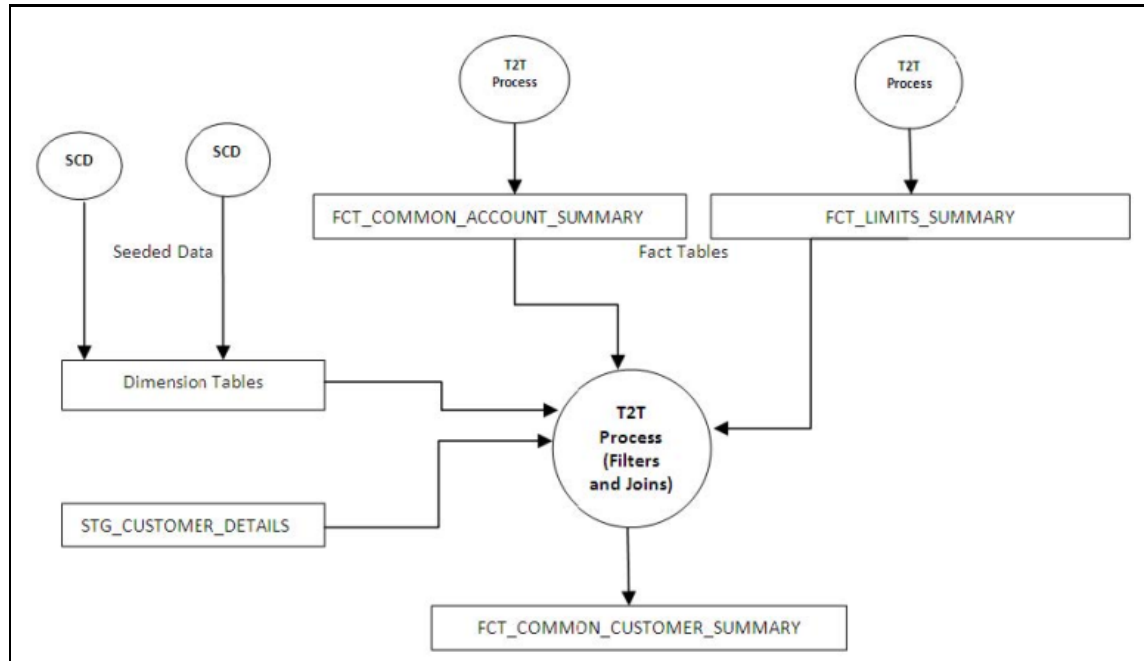 T2T
Process
T2T
Process
SCD
SCD
FCT_COMMON_ACCOUNT_SUMMARY
FCT_LIMITS_SUMMARY
Seeded Data
Fact Tables
Dimension Tables
T2T
Process
(Filters
and Joins)
STG_CUSTOMER_DETAILS
FCT_COMMON_CUSTOMER_SUMMARY